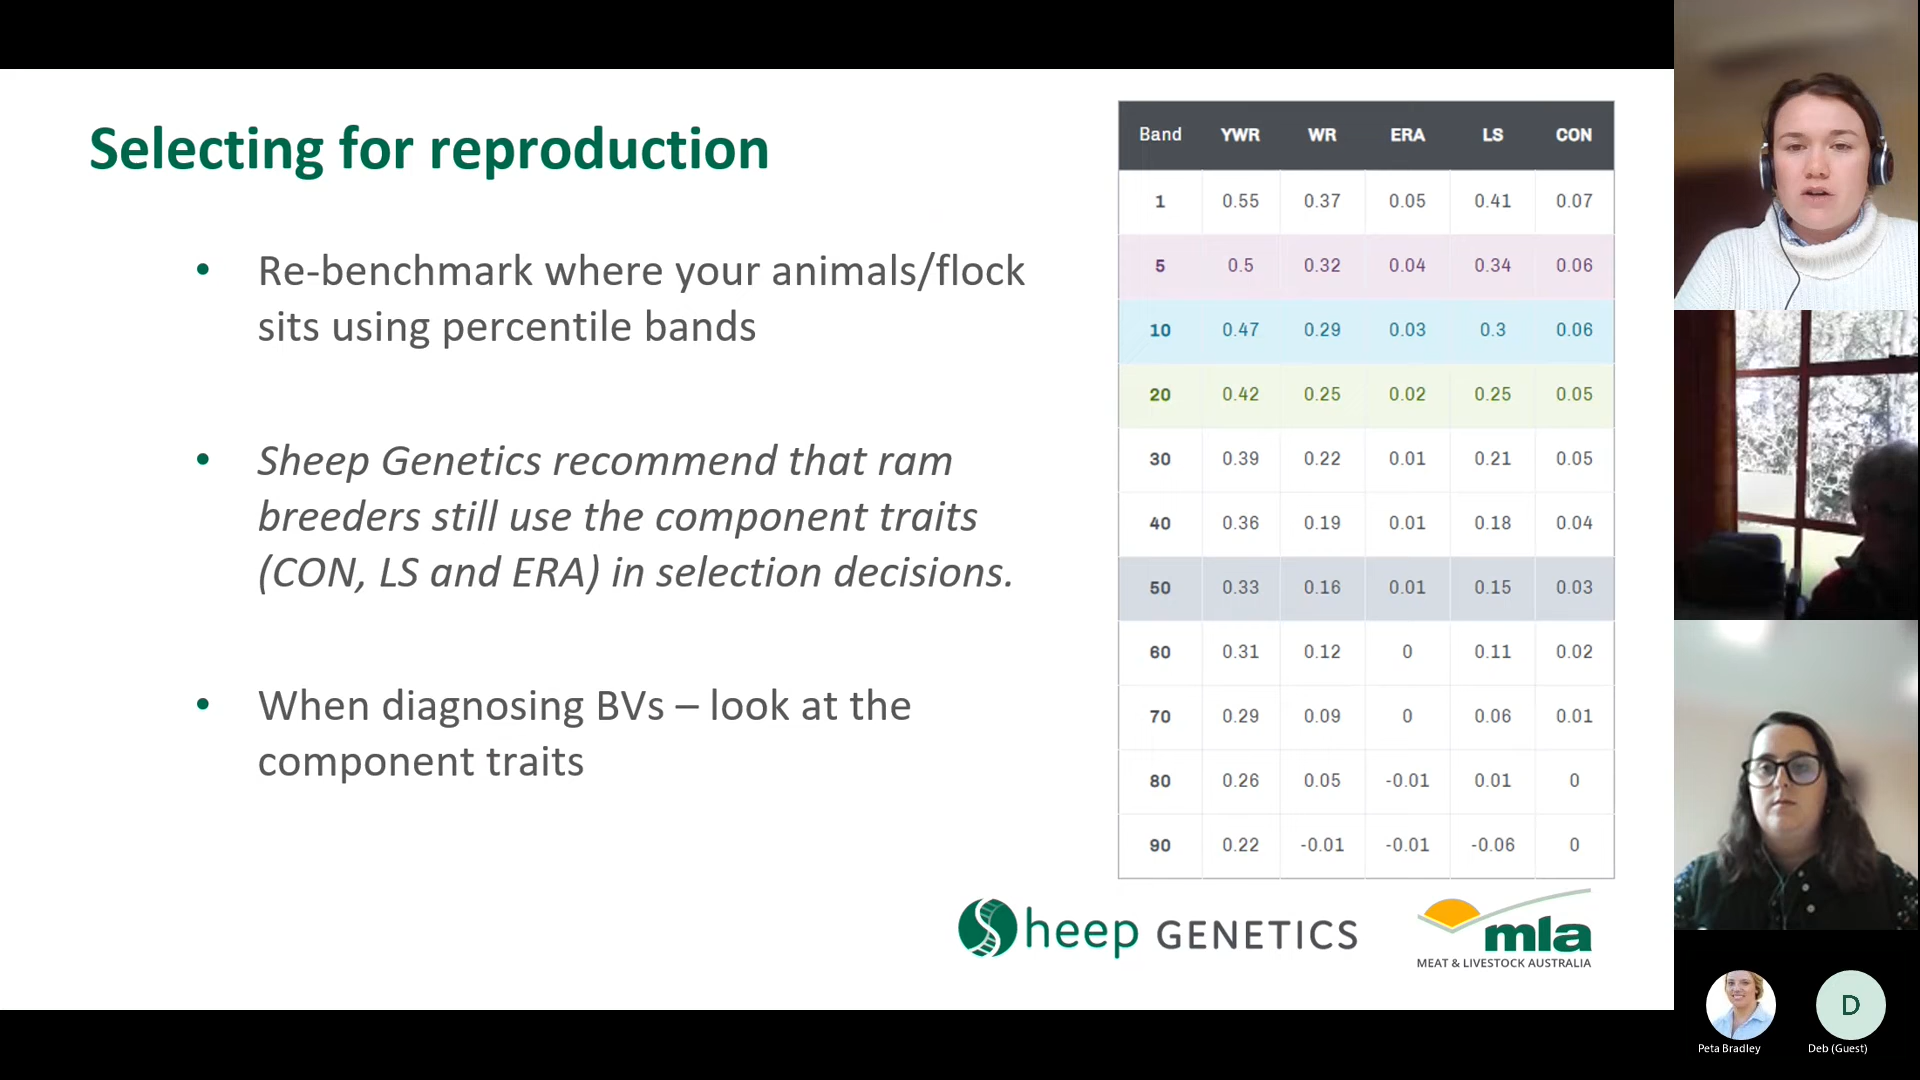 Selecting for reproduction
• Re-benchmark where your animals/flock
sits using percentile bands
• Sheep Genetics recommend that ram
breeders still use the component traits
(CON, LS and ERA) in selection decisions.
• When diagnosing BVs – look at the
component traits
Band YWR WR ERA LS CON
1 0.55 0.37 0.05 0.41 0.07
5 0.5 0.32 0.04 0.34 0.06
10 0.47 0.29 0.03 0.3 0.06
20 0.42 0.25 0.02 0.25 0.05
30 0.39 0.22 0.01 0.21 0.05
40 0.36 0.19 0.01 0.18 0.04
50 0.33 0.16 0.01 0.15 0.03
60 0.31 0.12 0 0.11 0.02
70 0.29 0.09 0 0.06 0.01
80 0.26 0.05 -0.01 0.01 0
90 0.22 -0.01 -0.01 -0.06 0
Sheep GENETICS
mla
MEAT & LIVESTOCK AUSTRALIA
D
Peta Bradley
Deb (Guest)